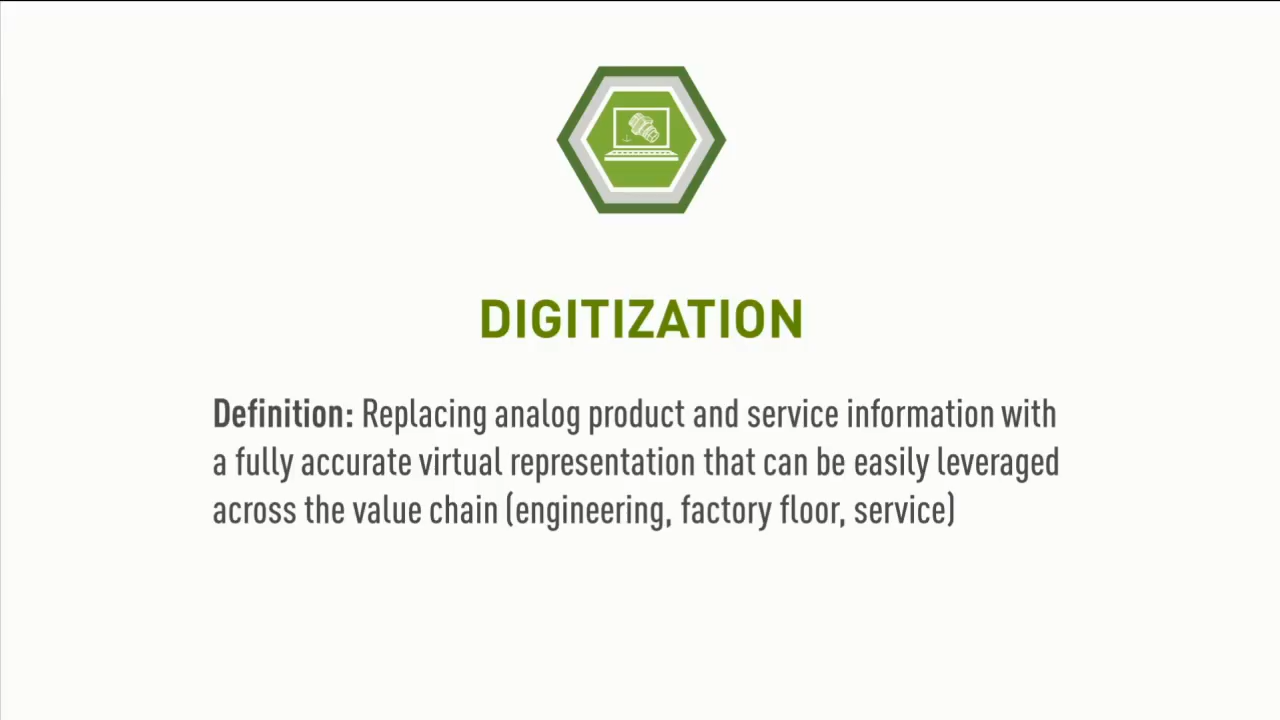 DIGITIZATION
Definition: Replacing analog product and service information with
a fully accurate virtual representation that can be easily leveraged
across the value chain (engineering, factory floor, service)